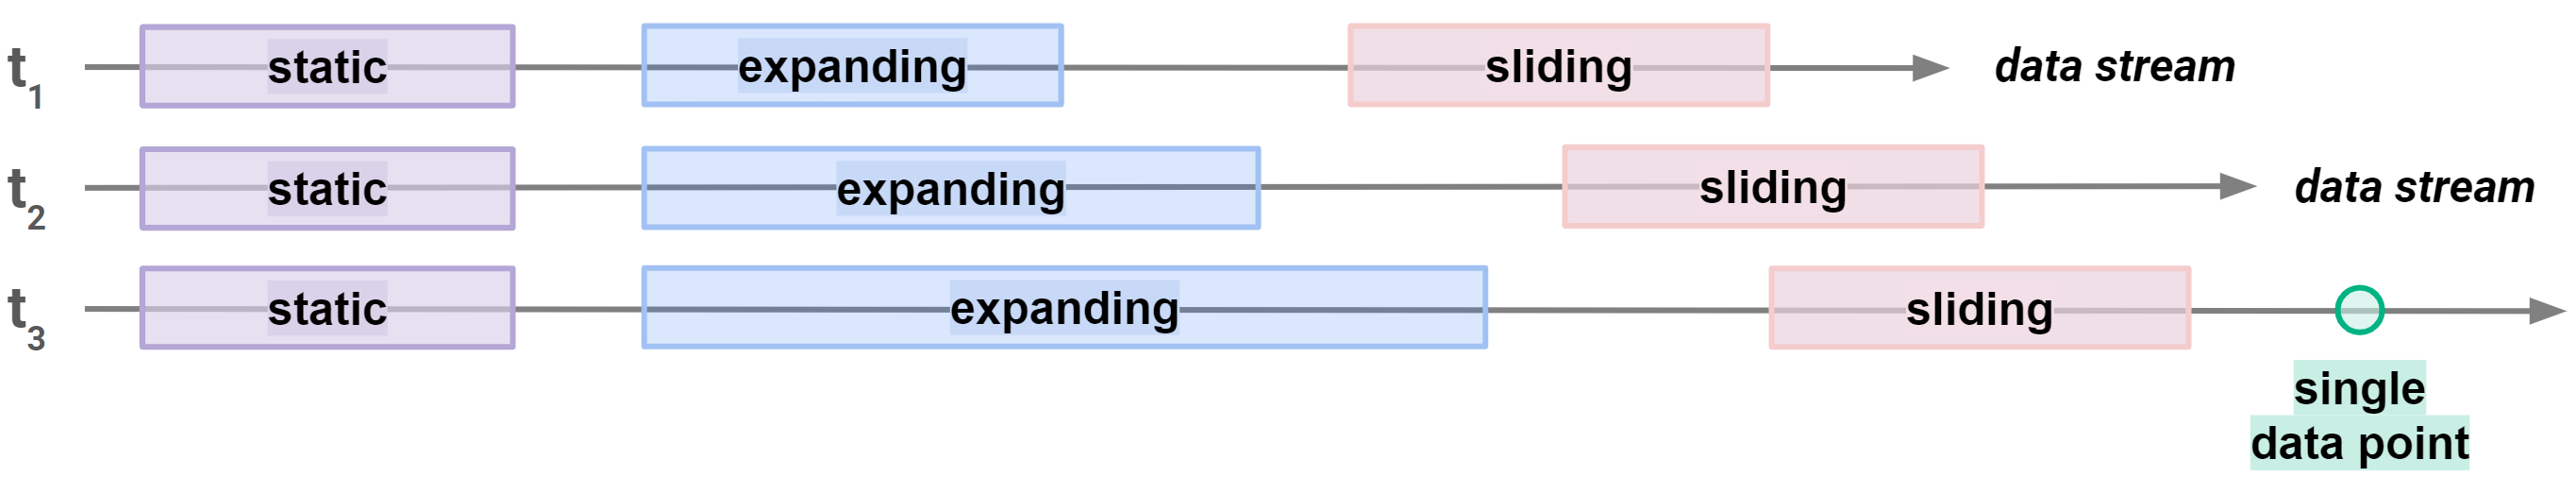 t1 static expanding sliding data stream
t2 static expanding sliding data stream
t3 static expanding sliding
single
data point